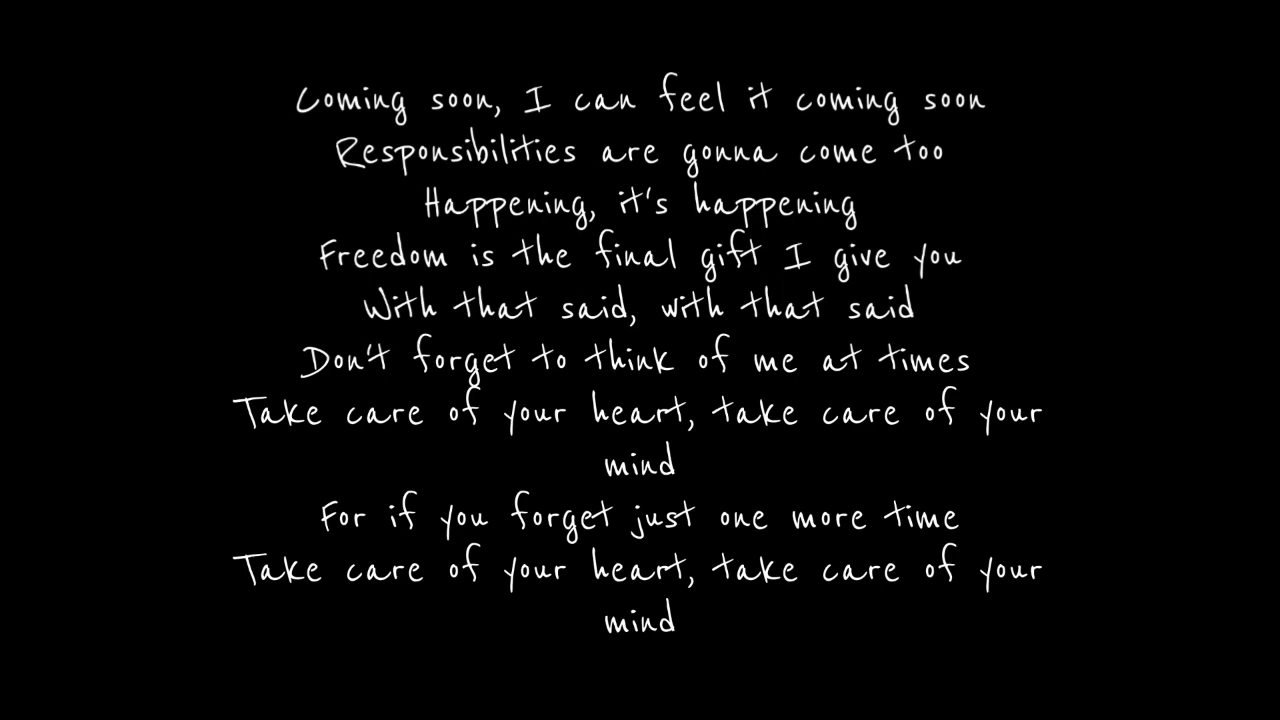 Coming soon, I can feel it coming soon
Responsibilities are gonna come too
Happening, it's happening
Freedom is the final gift I give you
With that said, with that said
Don't forget to think of me at times
Take care of your heart, take care of your
mind
For if you forget just one more time
Take care of your heart, take care of your
mind